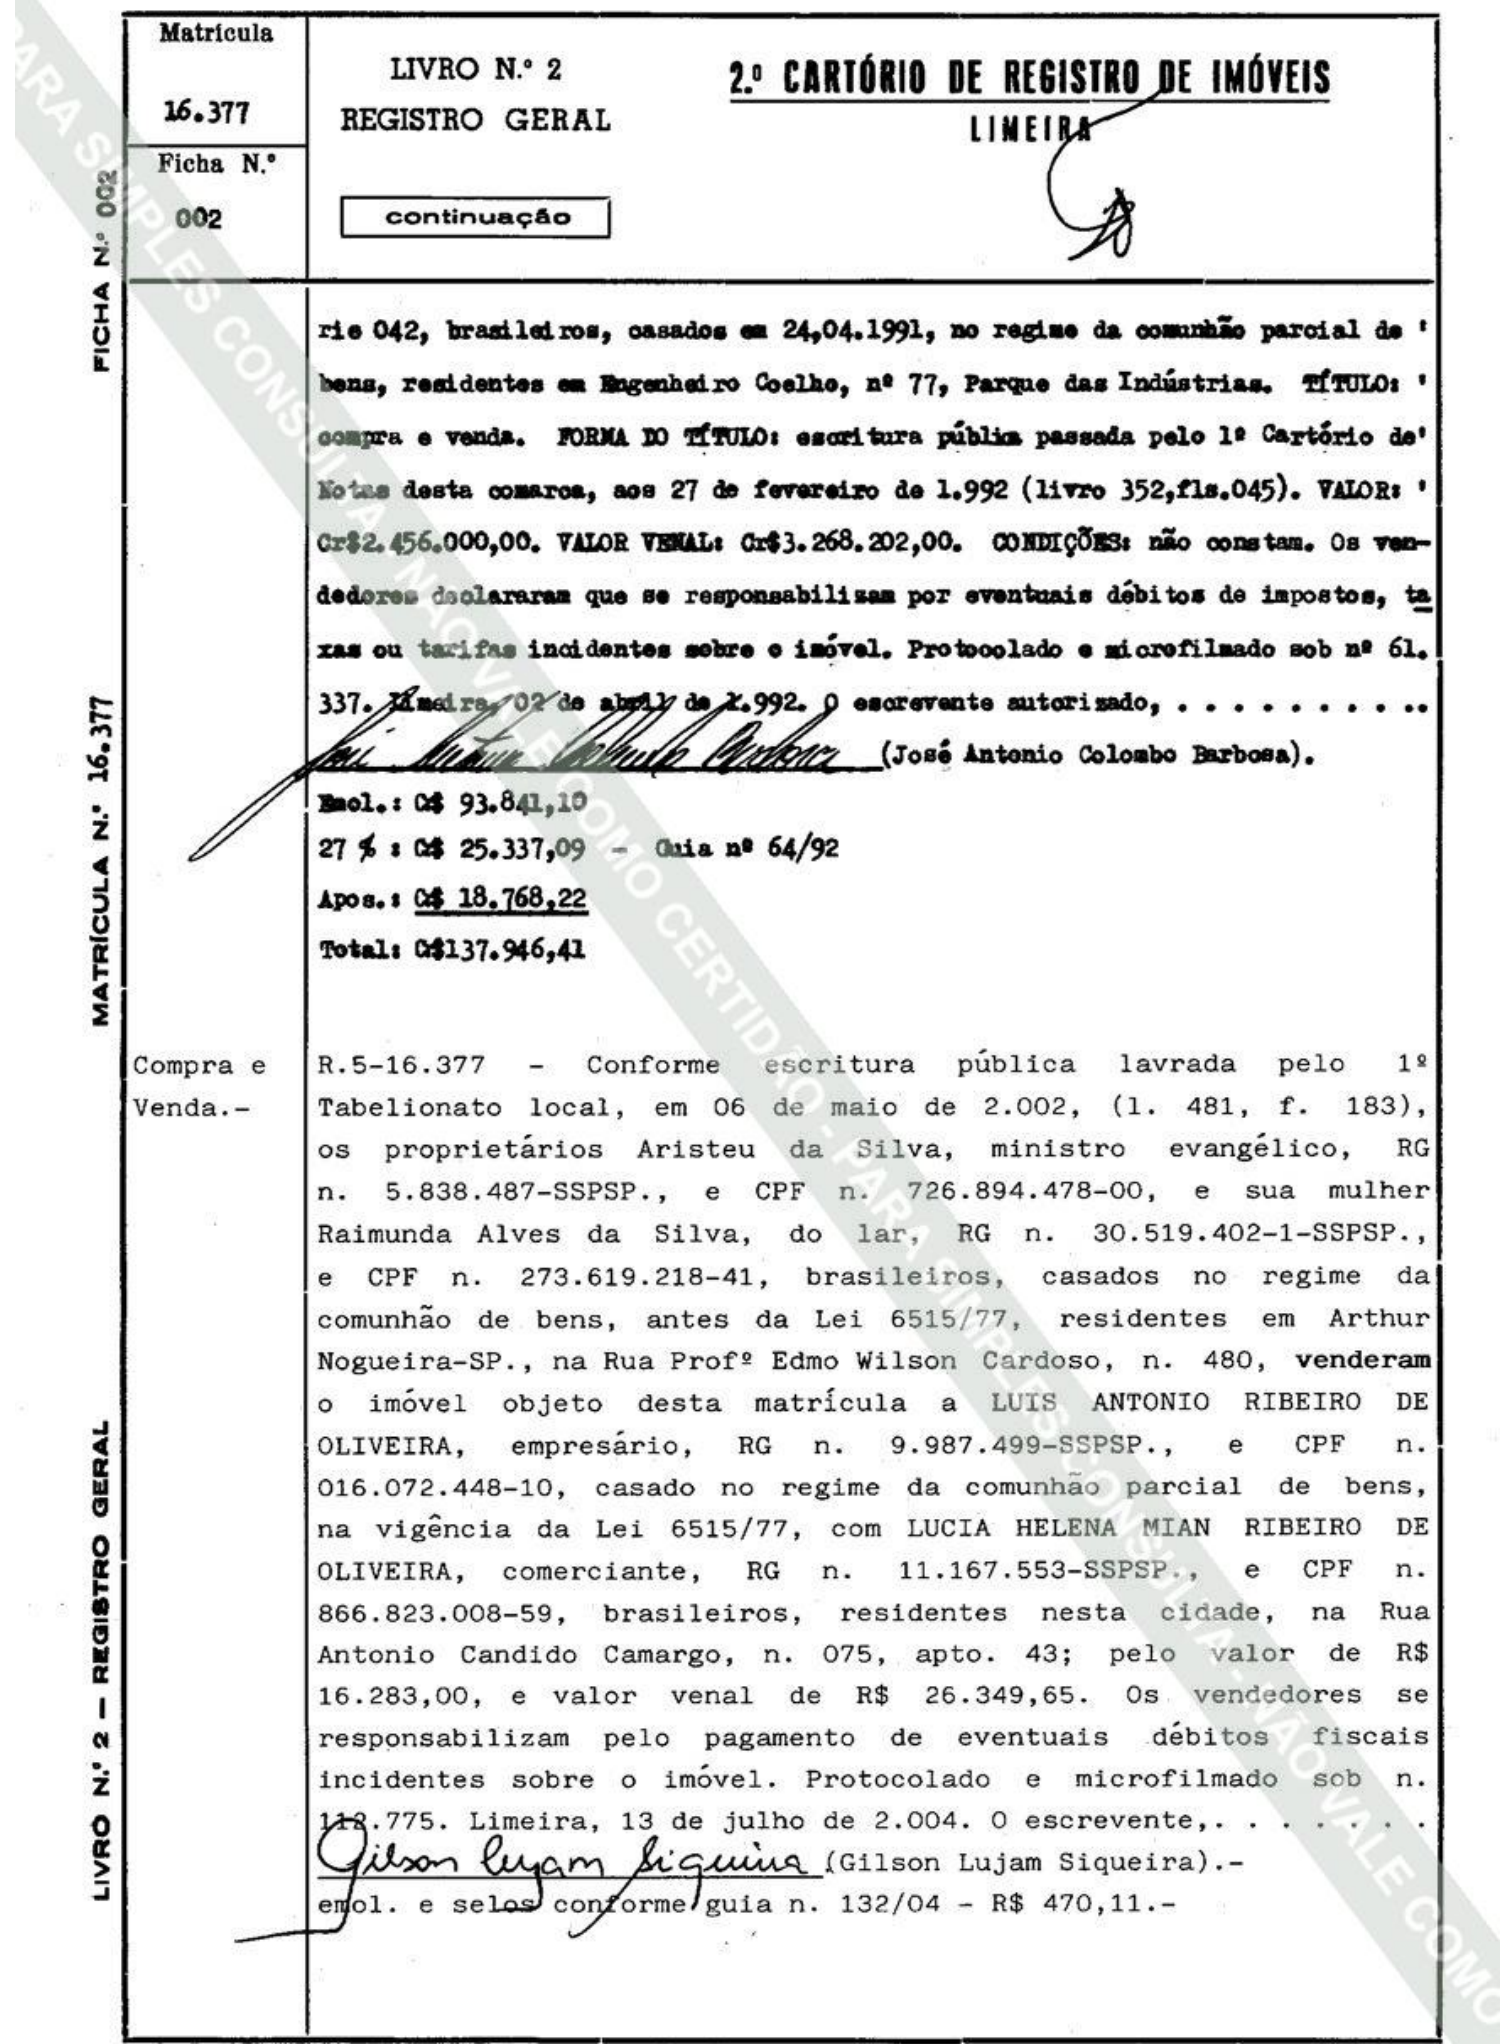 Matrícula
16.377
Ficha N.º
002
LIVRO N.º 2
REGISTRO GERAL
continuação
2.º CARTÓRIO DE REGISTRO DE IMÓVEIS
LIMEIRA
FICHA N.º 002
MATRÍCULA N.º 16.377
LIVRO N.º 2 — REGISTRO GERAL
rie 042, brasileiros, casados em 24,04.1991, no regime da comunhão parcial de '
bens, residentes em Engenheiro Coelho, nº 77, Parque das Indústrias. TÍTULO: '
compra e venda. FORMA DO TÍTULO: escritura pública passada pelo 1º Cartório de'
Notas desta comarca, aos 27 de fevereiro de 1.992 (livro 352,fls.045). VALOR: '
Cr$2.456.000,00. VALOR VENAL: Cr$3.268.202,00. CONDIÇÕES: não constam. Os ven-
dedores declararam que se responsabilizam por eventuais débitos de impostos, ta
xas ou tarifas incidentes sobre o imóvel. Protocolado e microfilmado sob nº 61.
337. Limeira, 02 de abril de 1.992. O escrevente autorizado, . . . . . . . . . . .
(José Antonio Colombo Barbosa).
Emol.: C$ 93.841,10
27 % : C$ 25.337,09 - Guia nº 64/92
Apos.: C$ 18.768,22
Total: C$137.946,41
Compra e
Venda.-
R.5-16.377 - Conforme escritura pública lavrada pelo 1º
Tabelionato local, em 06 de maio de 2.002, (l. 481, f. 183),
os proprietários Aristeu da Silva, ministro evangélico, RG
n. 5.838.487-SSPSP., e CPF n. 726.894.478-00, e sua mulher
Raimunda Alves da Silva, do lar, RG n. 30.519.402-1-SSPSP.,
e CPF n. 273.619.218-41, brasileiros, casados no regime da
comunhão de bens, antes da Lei 6515/77, residentes em Arthur
Nogueira-SP., na Rua Profº Edmo Wilson Cardoso, n. 480, venderam
o imóvel objeto desta matrícula a LUIS ANTONIO RIBEIRO DE
OLIVEIRA, empresário, RG n. 9.987.499-SSPSP., e CPF n.
016.072.448-10, casado no regime da comunhão parcial de bens,
na vigência da Lei 6515/77, com LUCIA HELENA MIAN RIBEIRO DE
OLIVEIRA, comerciante, RG n. 11.167.553-SSPSP., e CPF n.
866.823.008-59, brasileiros, residentes nesta cidade, na Rua
Antonio Candido Camargo, n. 075, apto. 43; pelo valor de R$
16.283,00, e valor venal de R$ 26.349,65. Os vendedores se
responsabilizam pelo pagamento de eventuais débitos fiscais
incidentes sobre o imóvel. Protocolado e microfilmado sob n.
112.775. Limeira, 13 de julho de 2.004. O escrevente,. . . . . . .
Gilson Lujam Siqueira (Gilson Lujam Siqueira).-
emol. e selos conforme guia n. 132/04 - R$ 470,11.-
PARA SIMPLES CONSULTA - NÃO VALE COMO CERTIDÃO - PARA SIMPLES CONSULTA - NÃO VALE COMO